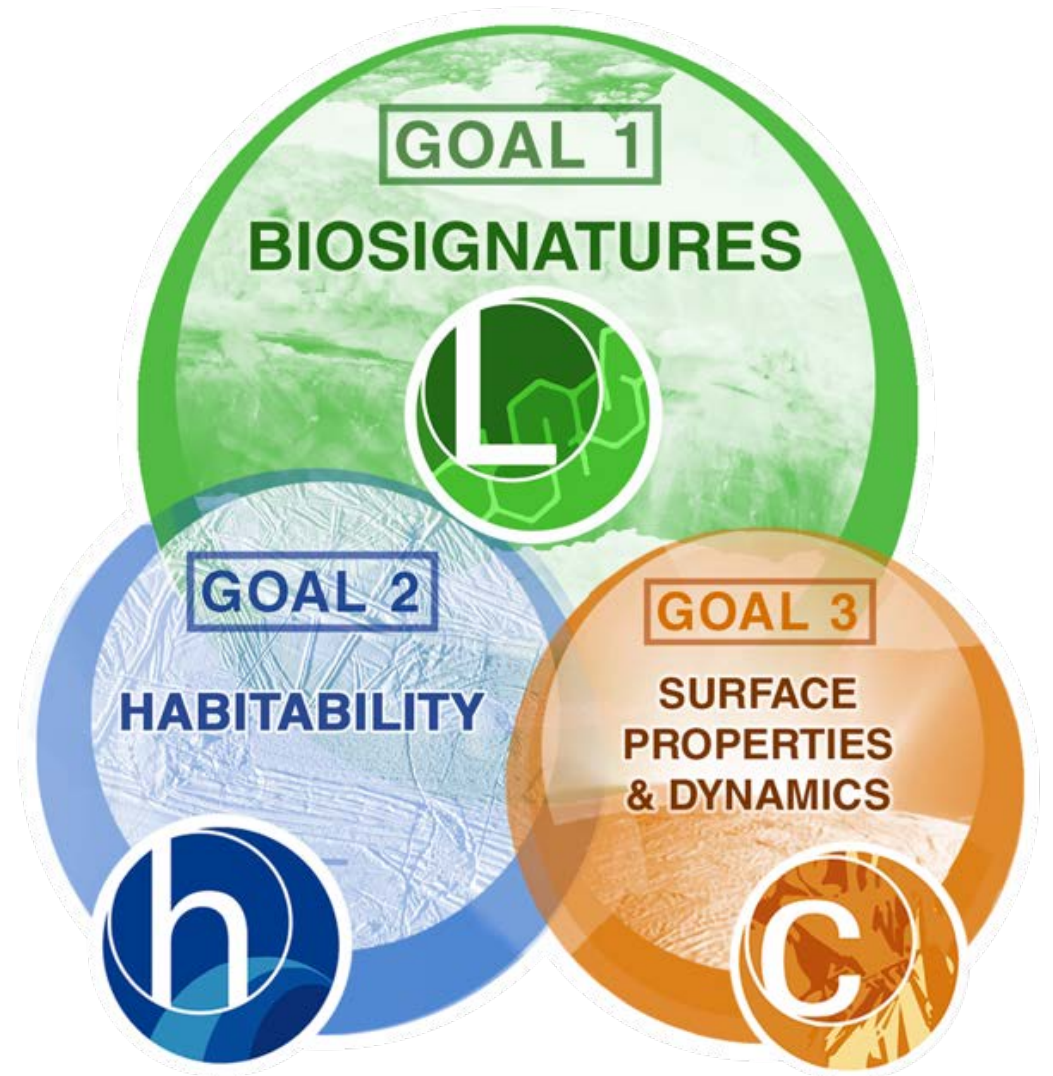 GOAL 1
BIOSIGNATURES
L
GOAL 2
HABITABILITY
h
GOAL 3
SURFACE
PROPERTIES
& DYNAMICS
c